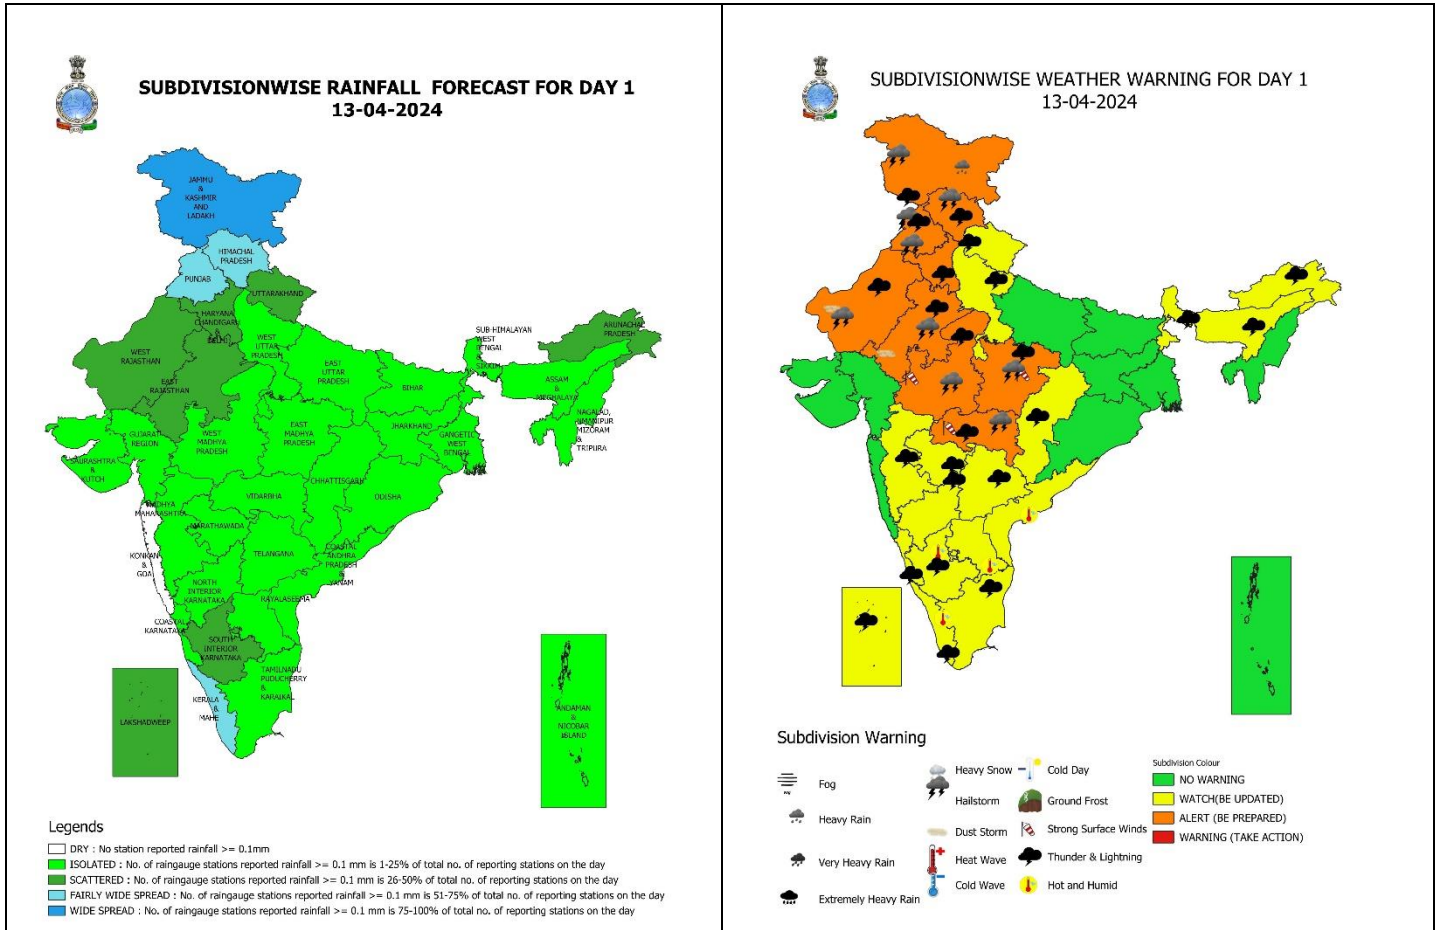 SUBDIVISIONWISE RAINFALL FORECAST FOR DAY 1
13-04-2024
JAMMU
&
KASHMIR
AND
LADAKH
HIMACHAL
PRADESH
PUNJAB
UTTARAKHAND
HARYANA
CHANDIGARH
&
DELHI
WEST
UTTAR
PRADESH
WEST
RAJASTHAN
EAST
RAJASTHAN
EAST
UTTAR
PRADESH
BIHAR
SUB-HIMALAYAN
WEST
BENGAL
&
SIKKIM
ARUNACHAL
PRADESH
ASSAM
&
MEGHALAYA
NAGALAD,
MANIPUR
MIZORAM
&
TRIPURA
GUJARAT
REGION
SAURASHTRA
&
KUTCH
WEST
MADHYA
PRADESH
EAST
MADHYA
PRADESH
JHARKHAND
GANGETIC
WEST
BENGAL
CHHATTISGARH
ODISHA
VIDARBHA
MADHYA
MAHARASHTRA
MARATHAWADA
KONKAN
&
GOA
TELANGANA
COASTAL
ANDHRA
PRADESH
&
YANAM
NORTH
INTERIOR
KARNATAKA
RAYALASEEMA
COASTAL
KARNATAKA
SOUTH
INTERIOR
KARNATAKA
TAMILNADU
PUDUCHERRY
&
KARAIKAL
KERALA
&
MAHE
LAKSHADWEEP
ANDAMAN
&
NICOBAR
ISLAND
Legends
DRY : No station reported rainfall >= 0.1mm
ISOLATED : No. of raingauge stations reported rainfall >= 0.1 mm is 1-25% of total no. of reporting stations on the day
SCATTERED : No. of raingauge stations reported rainfall >= 0.1 mm is 26-50% of total no. of reporting stations on the day
FAIRLY WIDE SPREAD : No. of raingauge stations reported rainfall >= 0.1 mm is 51-75% of total no. of reporting stations on the day
WIDE SPREAD : No. of raingauge stations reported rainfall >= 0.1 mm is 75-100% of total no. of reporting stations on the day
SUBDIVISIONWISE WEATHER WARNING FOR DAY 1
13-04-2024
Subdivision Warning
Fog
Heavy Rain
Very Heavy Rain
Extremely Heavy Rain
Heavy Snow
Hailstorm
Dust Storm
Heat Wave
Cold Wave
Cold Day
Ground Frost
Strong Surface Winds
Thunder & Lightning
Hot and Humid
Subdivision Colour
NO WARNING
WATCH(BE UPDATED)
ALERT (BE PREPARED)
WARNING (TAKE ACTION)